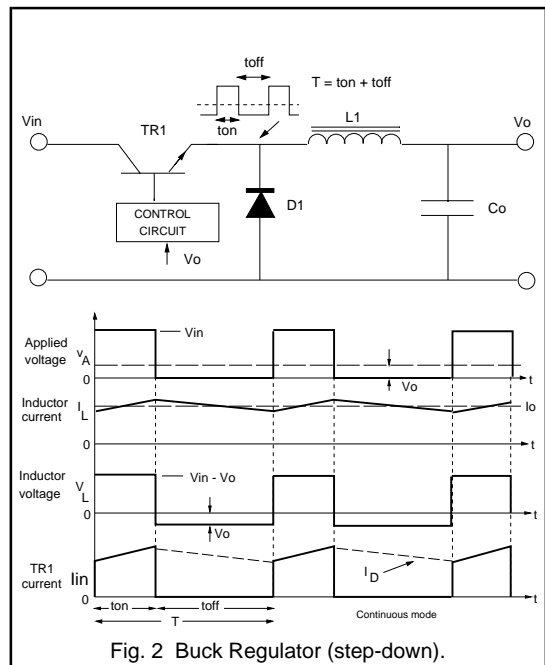 toff
T = ton + toff
Vin
TR1
ton
L1
Vo
CONTROL
CIRCUIT
Vo
D1
Co
Applied
voltage
vA
0
Vin
Vo
t
Inductor
current
IL
0
Io
t
Inductor
voltage
VL
0
Vin - Vo
Vo
t
TR1
current
Iin
0
ID
t
ton
toff
T
Continuous mode
Fig. 2 Buck Regulator (step-down).